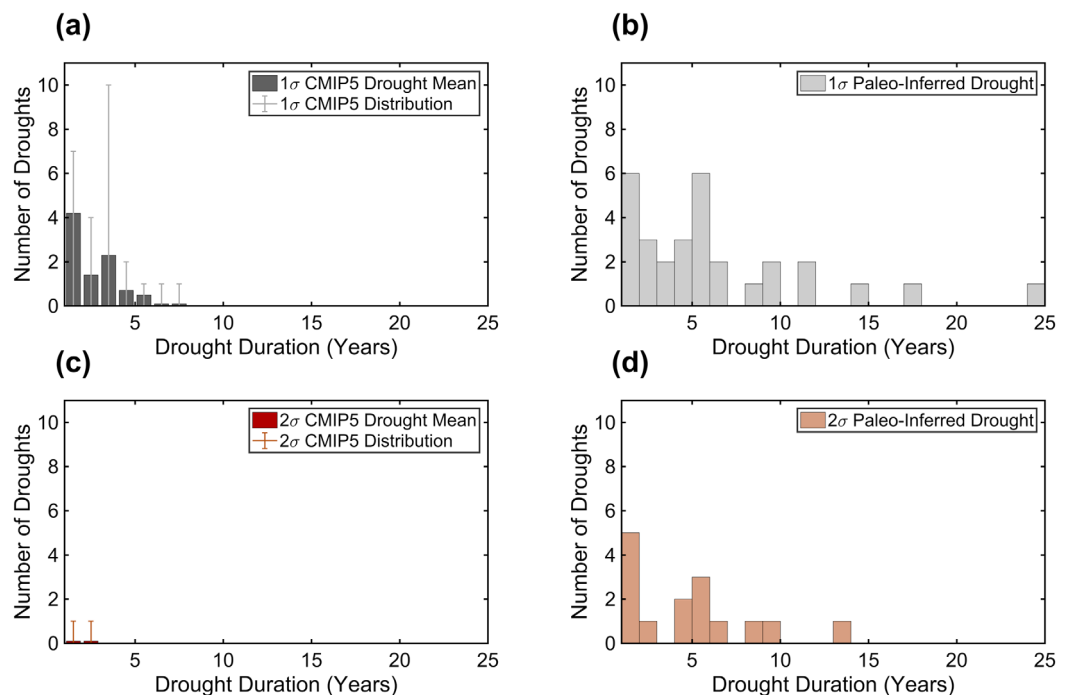 (a)
Number of Droughts
10
8
6
4
2
0
1σ CMIP5 Drought Mean
1σ CMIP5 Distribution
5 10 15 20 25
Drought Duration (Years)
(b)
Number of Droughts
10
8
6
4
2
0
1σ Paleo-Inferred Drought
5 10 15 20 25
Drought Duration (Years)
(c)
Number of Droughts
10
8
6
4
2
0
2σ CMIP5 Drought Mean
2σ CMIP5 Distribution
5 10 15 20 25
Drought Duration (Years)
(d)
Number of Droughts
10
8
6
4
2
0
2σ Paleo-Inferred Drought
5 10 15 20 25
Drought Duration (Years)